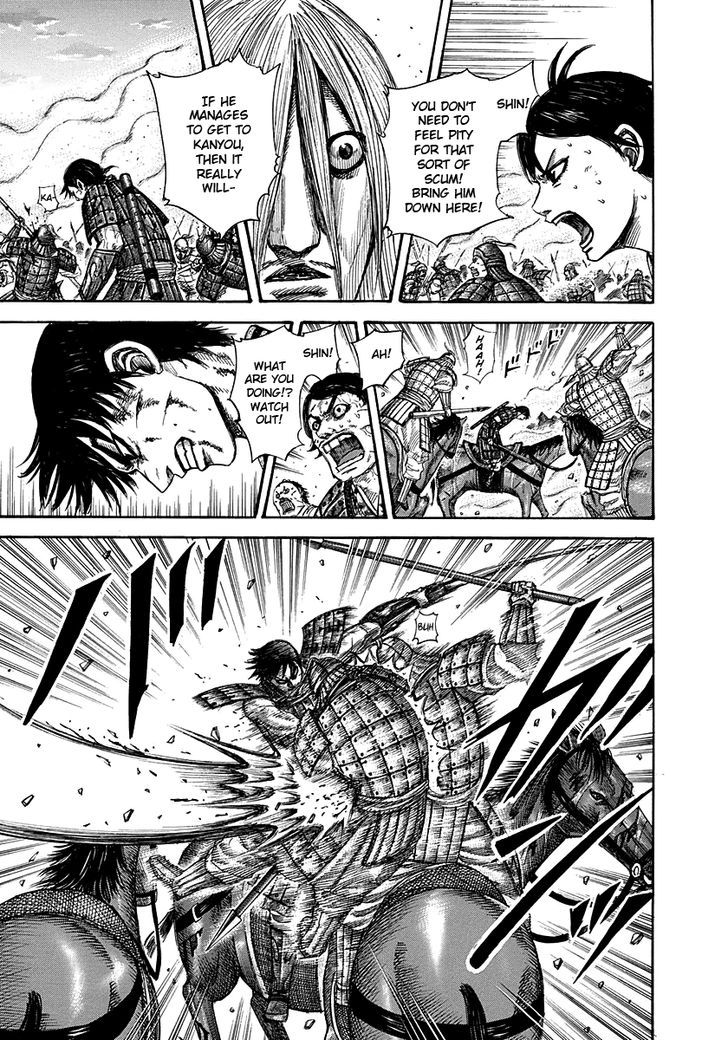 SHIN!
YOU DON'T
NEED TO
FEEL PITY
FOR THAT
SORT OF
SCUM!
BRING HIM
DOWN HERE!
IF HE
MANAGES
TO GET TO
KANYOU,
THEN IT
REALLY
WILL-
KA-
HAAH!
ドドド
AH!
SHIN!
WHAT
ARE YOU
DOING!?
WATCH
OUT!
BUH